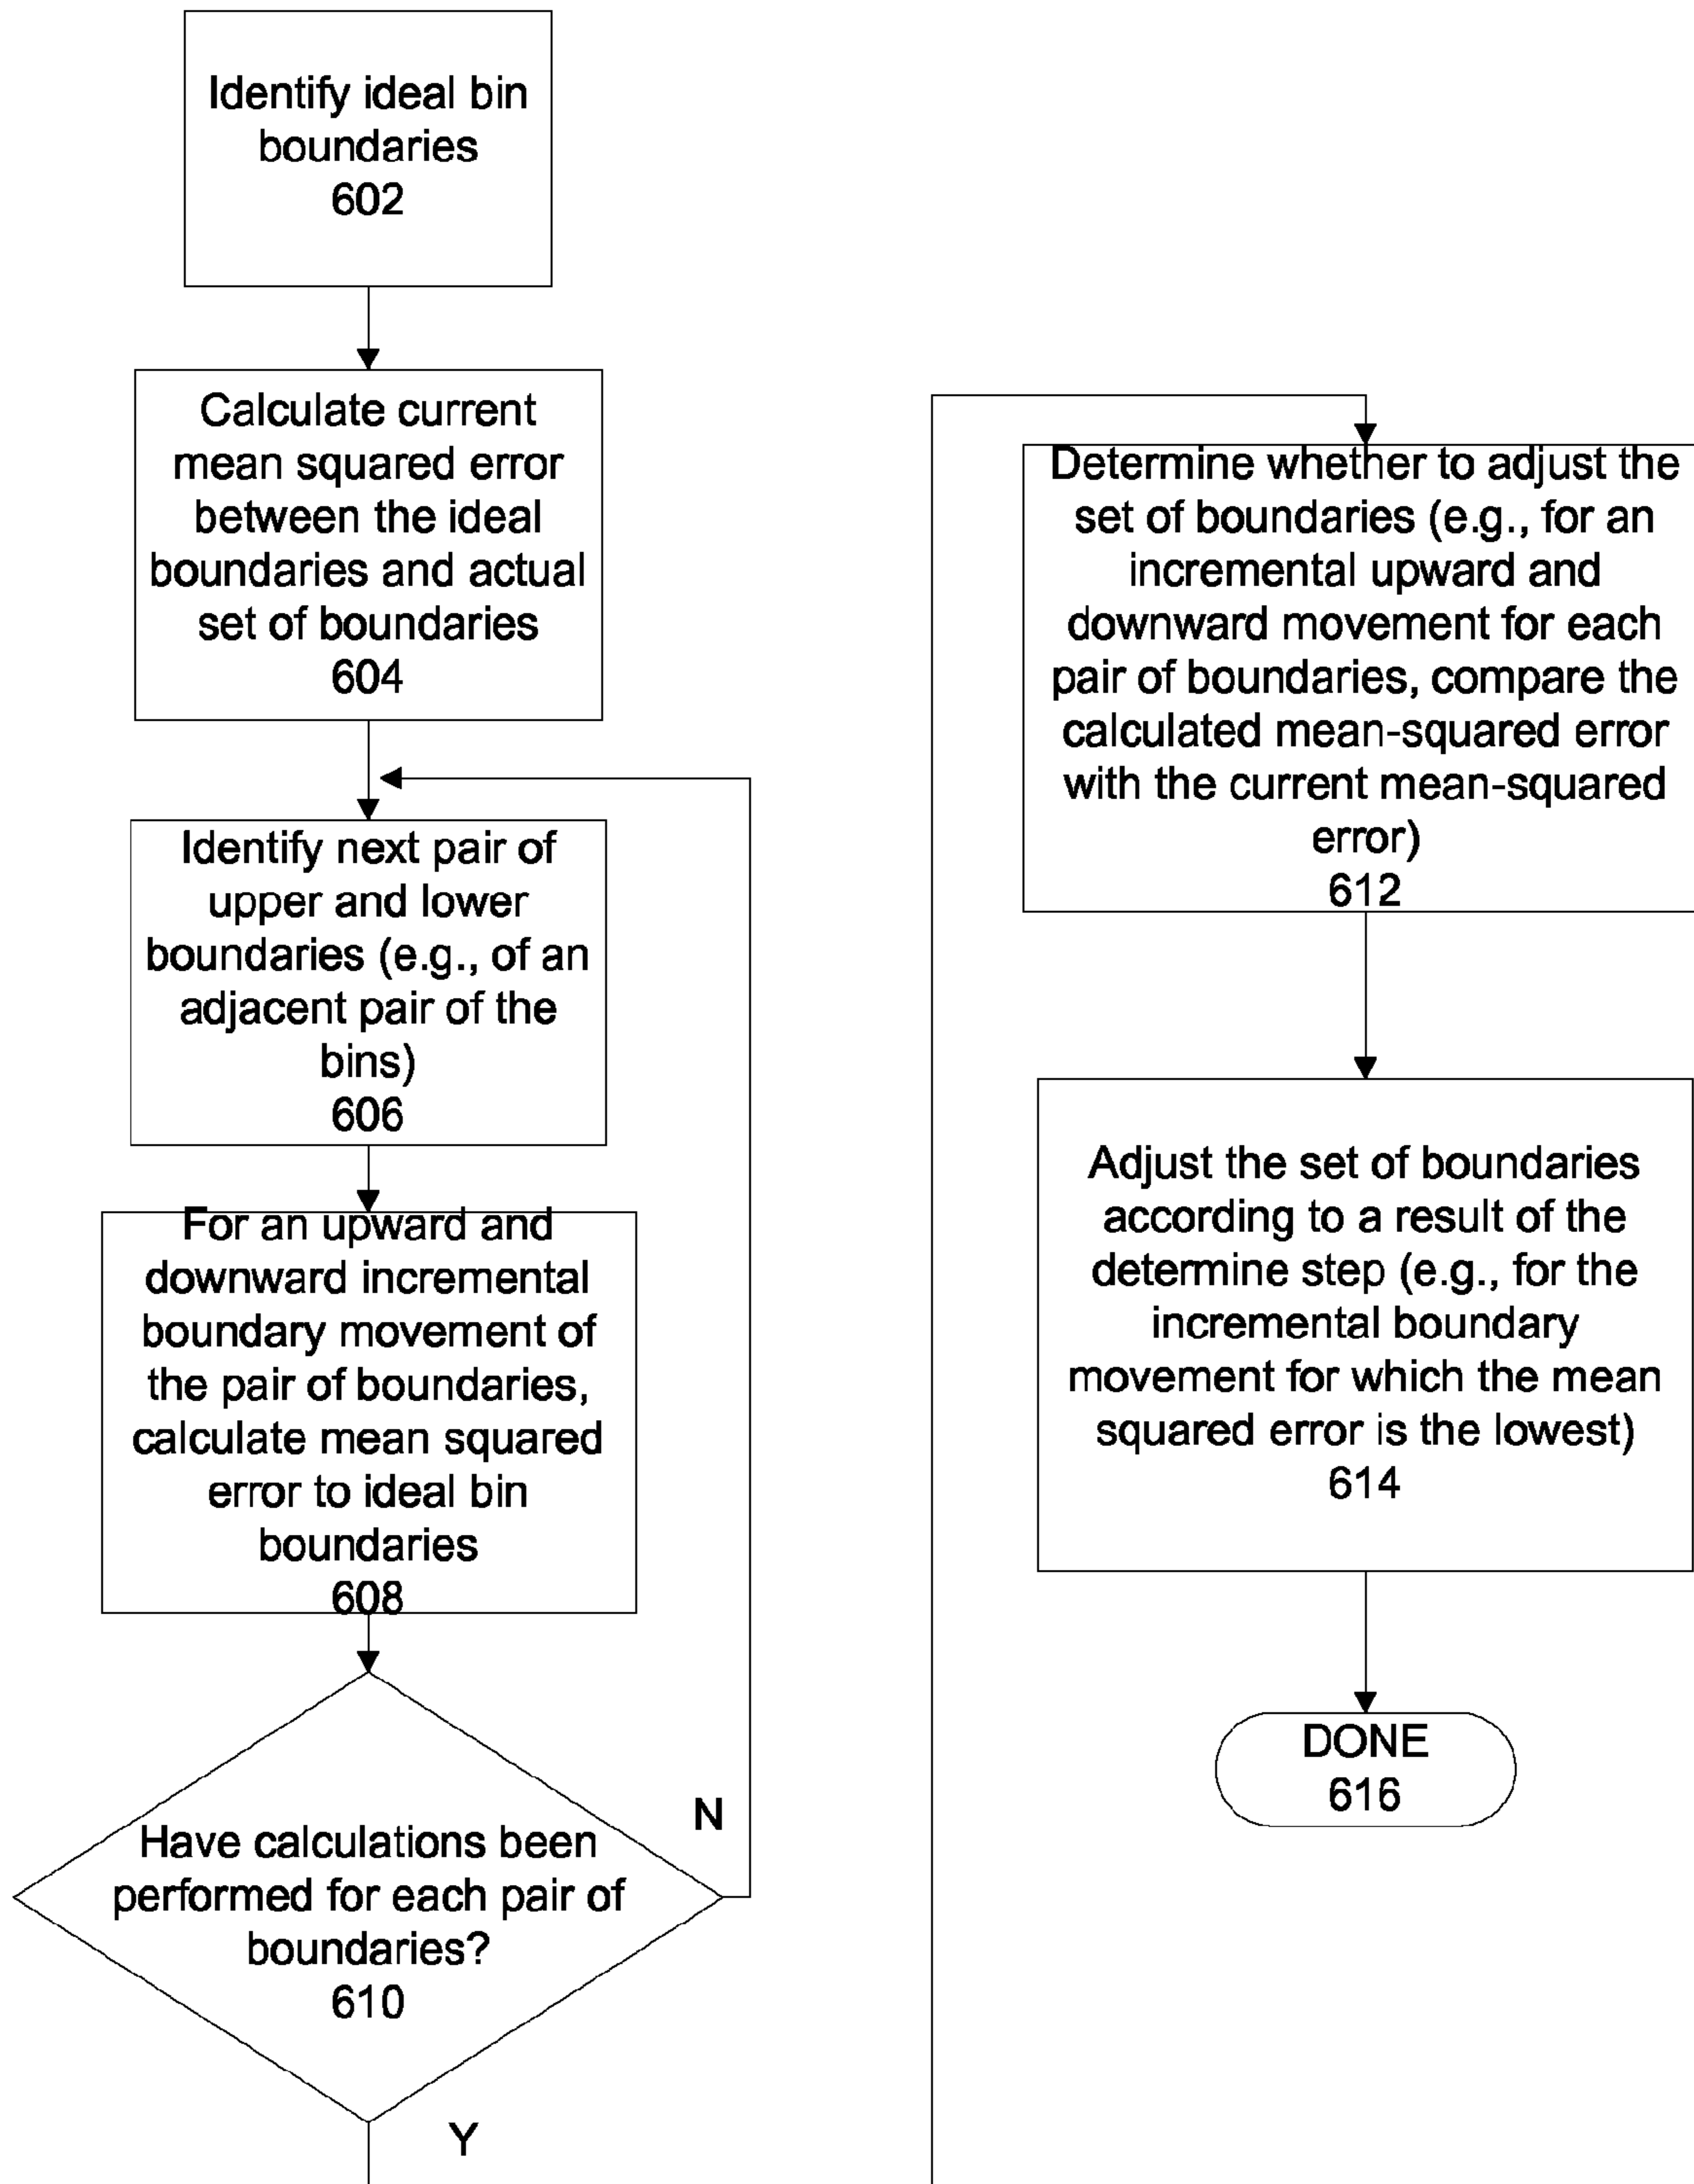 Identify ideal bin
boundaries
602
Calculate current
mean squared error
between the ideal
boundaries and actual
set of boundaries
604
Identify next pair of
upper and lower
boundaries (e.g., of an
adjacent pair of the
bins)
606
For an upward and
downward incremental
boundary movement of
the pair of boundaries,
calculate mean squared
error to ideal bin
boundaries
608
Have calculations been
performed for each pair of
boundaries?
610
N
Y
Determine whether to adjust the
set of boundaries (e.g., for an
incremental upward and
downward movement for each
pair of boundaries, compare the
calculated mean-squared error
with the current mean-squared
error)
612
Adjust the set of boundaries
according to a result of the
determine step (e.g., for the
incremental boundary
movement for which the mean
squared error is the lowest)
614
DONE
616